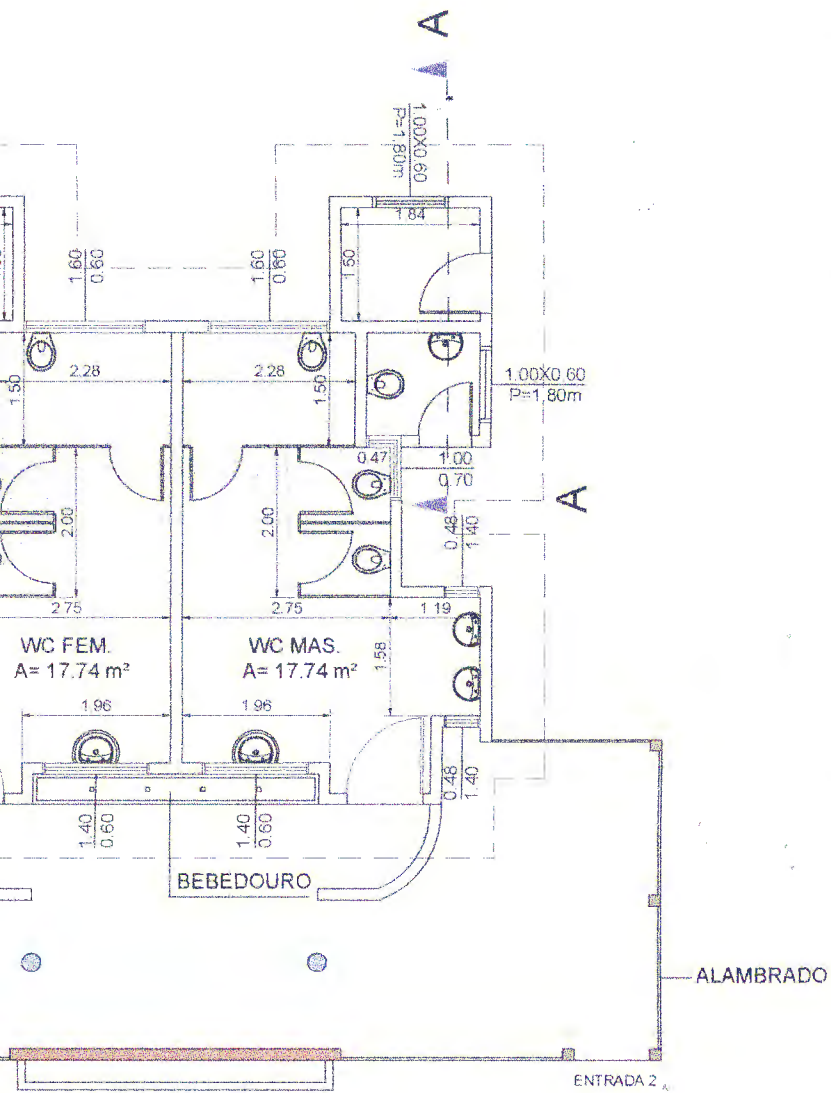 A
1.00X0.60
P=1,80m
1.84
1.50
1.60
0.60
1.60
0.60
2.28
2.28
1.50
1.50
1.00X0.60
P=1,80m
0.47
1.00
0.70
A
2.00
2.00
0.48
1.40
2.75
2.75
1.19
WC FEM.
A= 17.74 m²
WC MAS.
A= 17.74 m²
1.58
1.96
1.96
0.48
1.40
1.40
0.60
1.40
0.60
BEBEDOURO
ALAMBRADO
ENTRADA 2